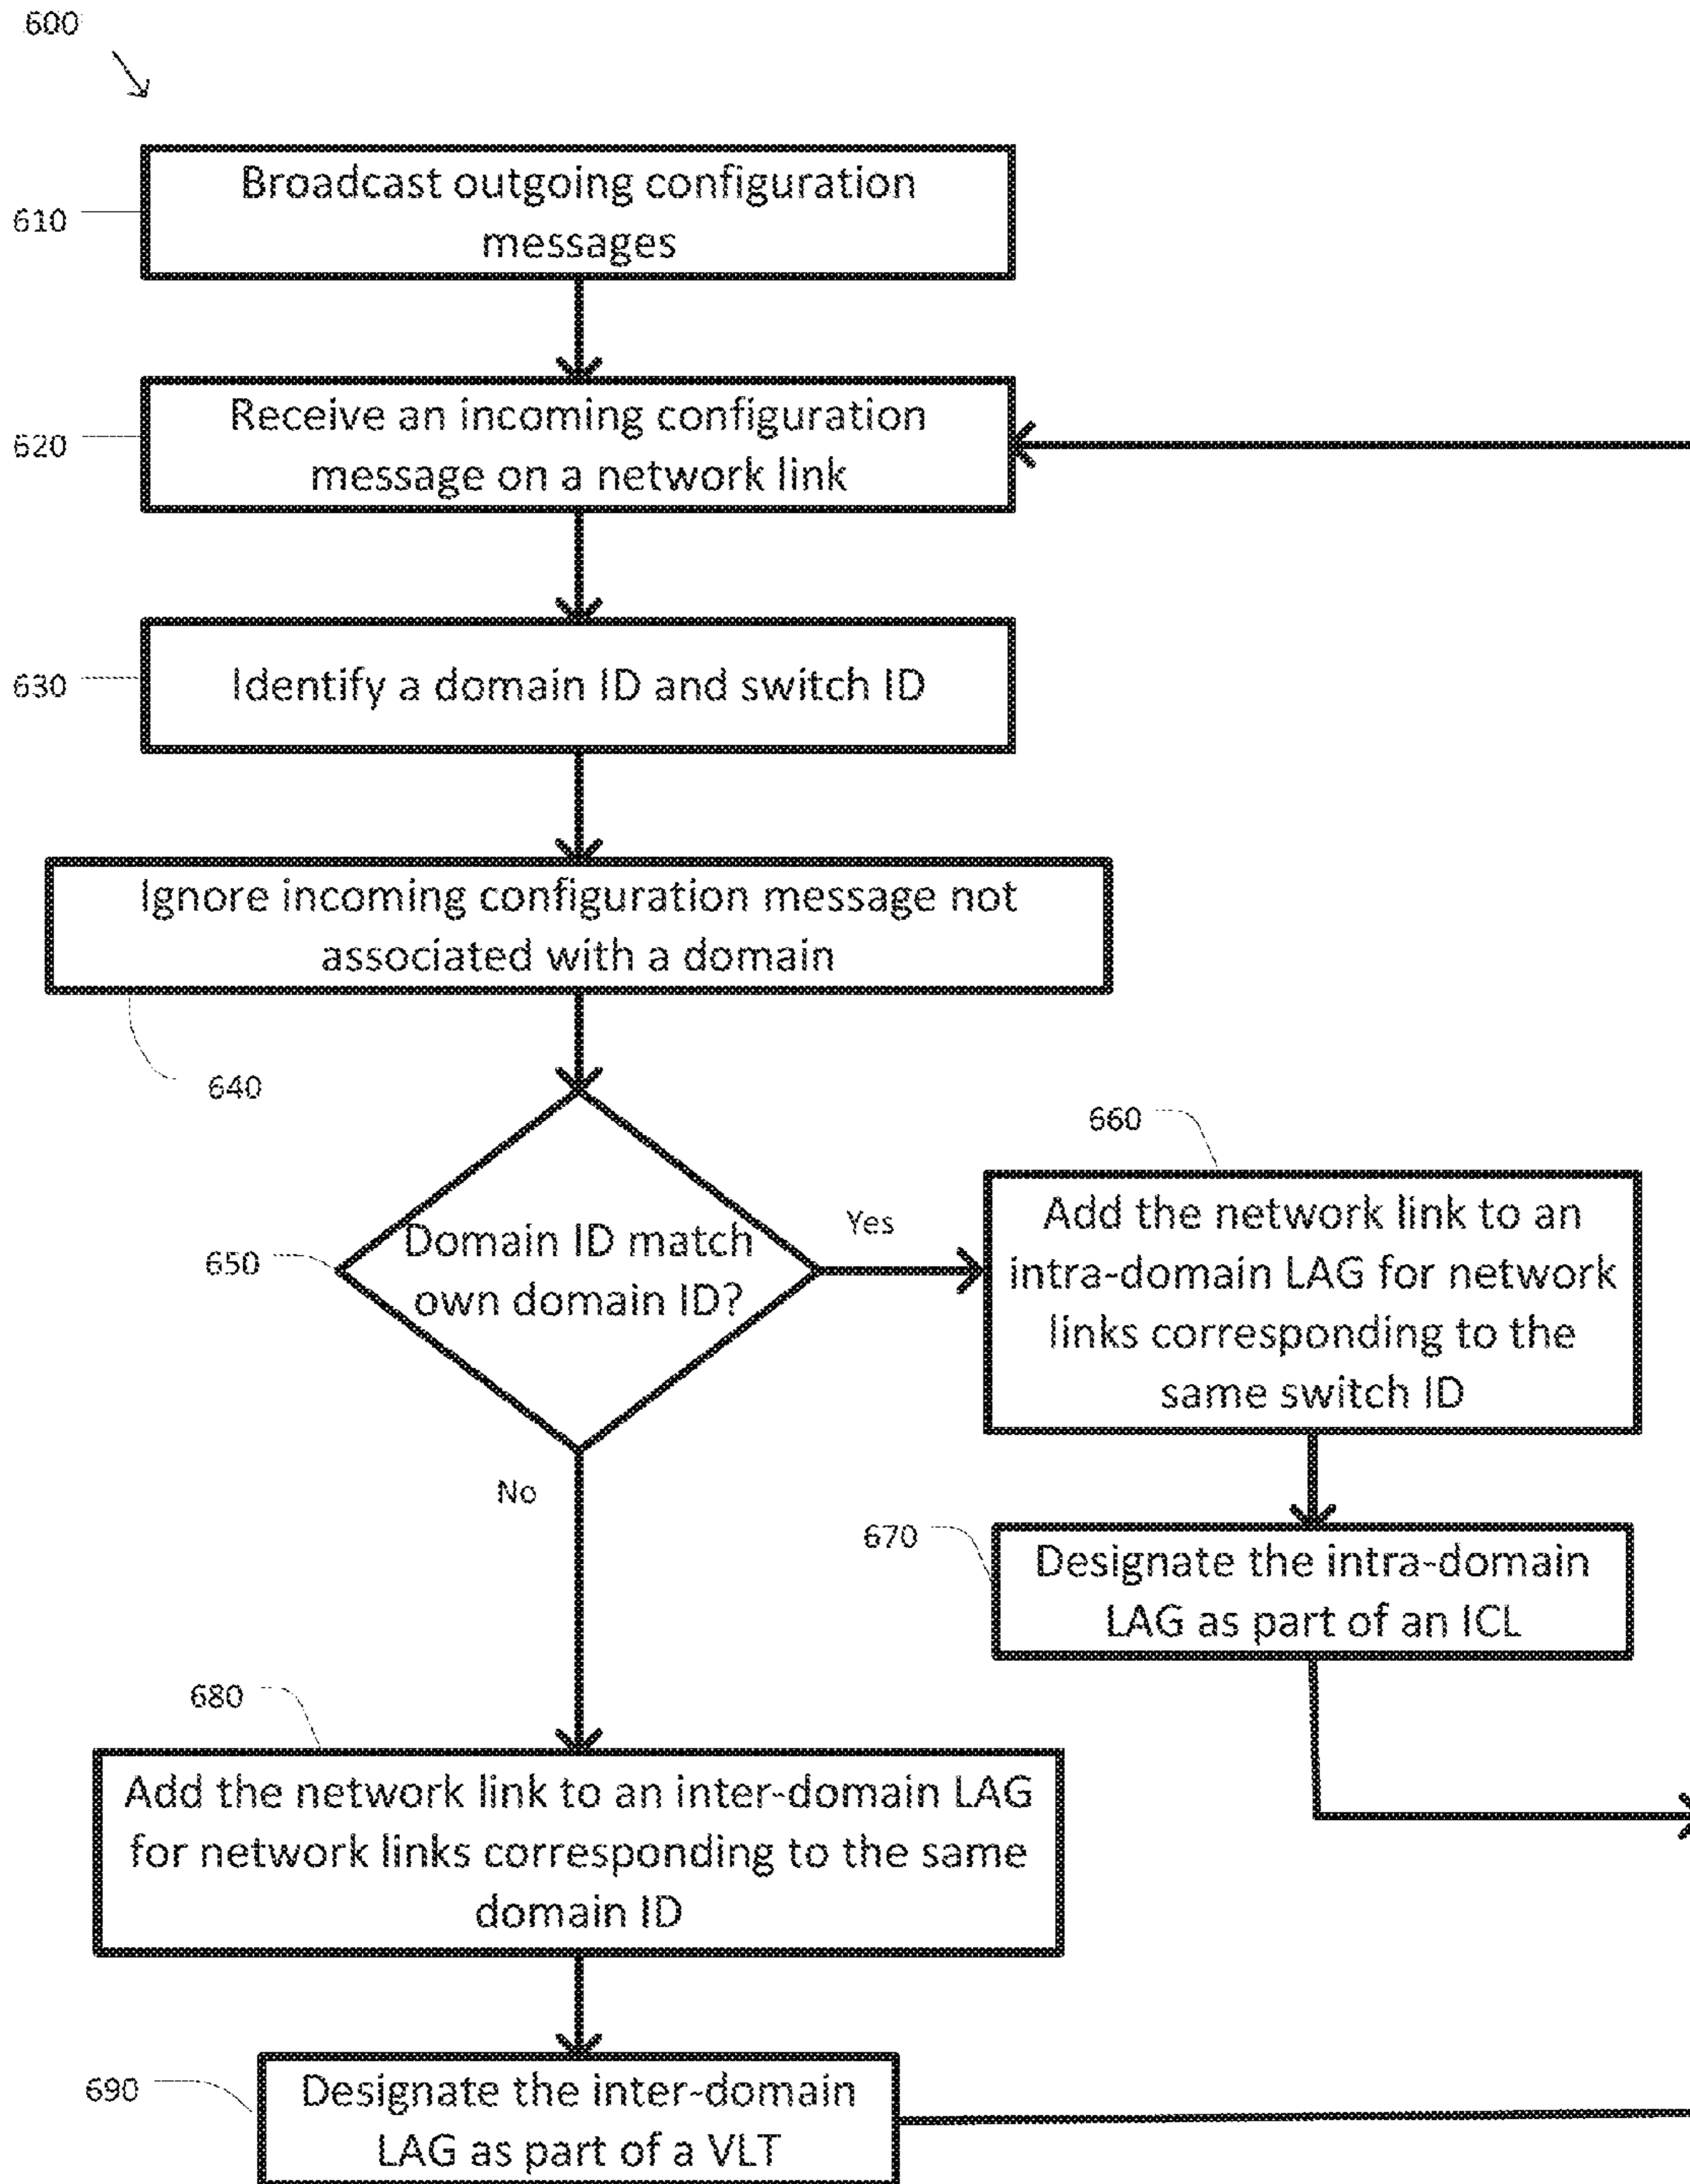 600
Broadcast outgoing configuration
messages
610
Receive an incoming configuration
message on a network link
620
Identify a domain ID and switch ID
630
Ignore incoming configuration message not
associated with a domain
640
Domain ID match
own domain ID?
650
Yes
No
660
Add the network link to an
intra-domain LAG for network
links corresponding to the
same switch ID
670
Designate the intra-domain
LAG as part of an ICL
680
Add the network link to an inter-domain LAG
for network links corresponding to the same
domain ID
690
Designate the inter-domain
LAG as part of a VLT